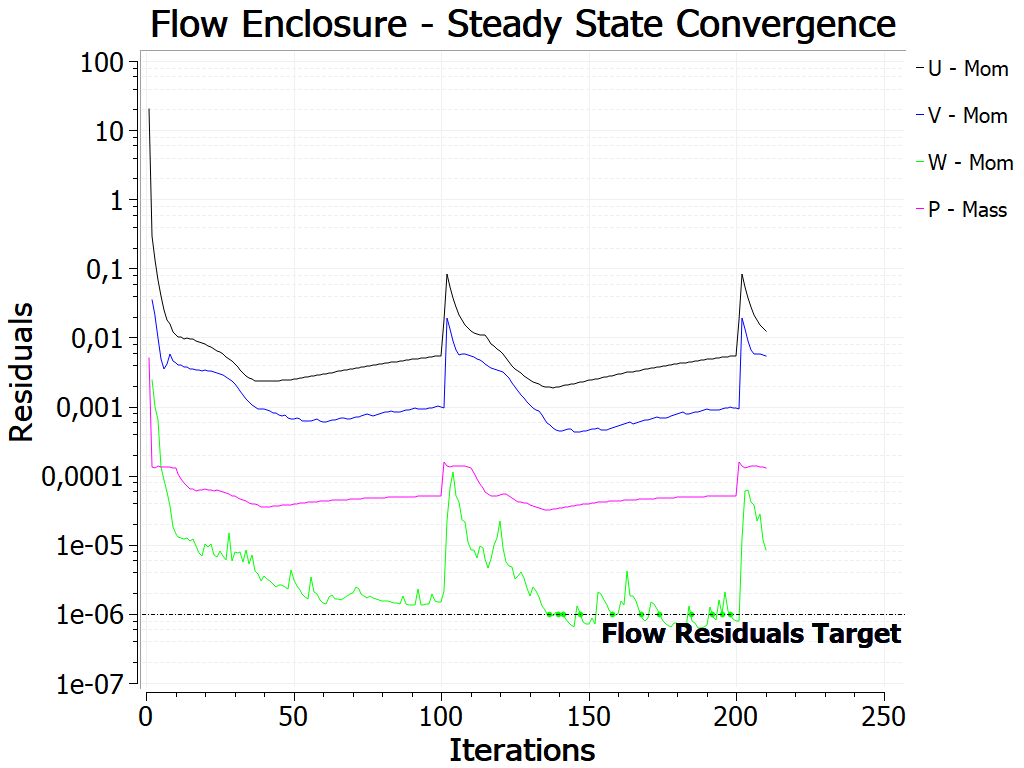 Flow Enclosure - Steady State Convergence
U - Mom
V - Mom
W - Mom
P - Mass
Residuals
100
10
1
0,1
0,01
0,001
0,0001
1e-05
1e-06
1e-07
Flow Residuals Target
0 50 100 150 200 250
Iterations